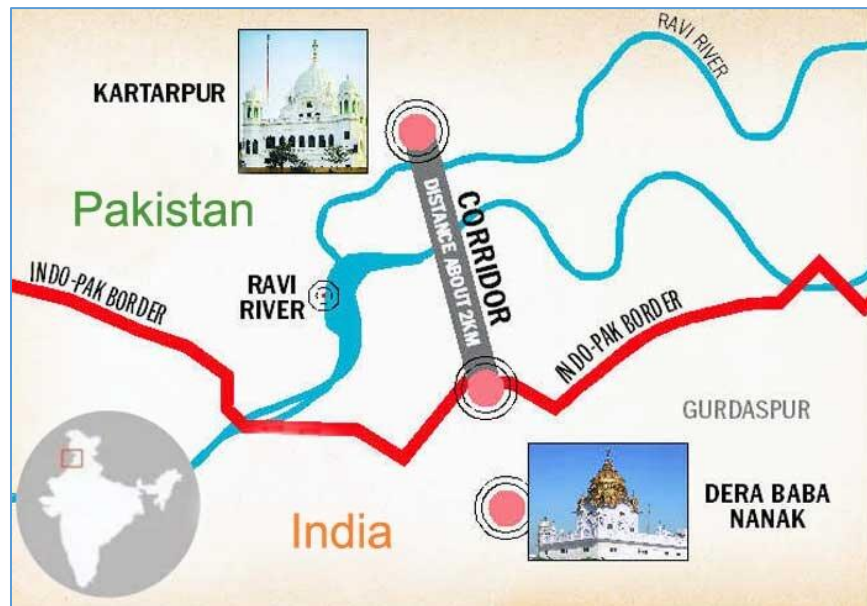 RAVI RIVER
KARTARPUR
Pakistan
CORRIDOR
DISTANCE ABOUT 2KM
INDO-PAK BORDER
RAVI
RIVER
INDO-PAK BORDER
GURDASPUR
DERA BABA
NANAK
India